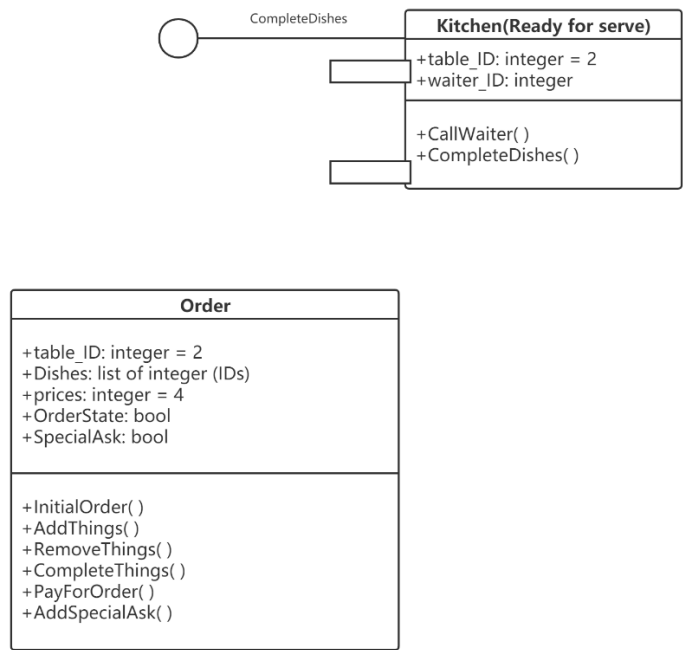 CompleteDishes
Kitchen(Ready for serve)
+table_ID: integer = 2
+waiter_ID: integer
+CallWaiter( )
+CompleteDishes( )
Order
+table_ID: integer = 2
+Dishes: list of integer (IDs)
+prices: integer = 4
+OrderState: bool
+SpecialAsk: bool
+InitialOrder( )
+AddThings( )
+RemoveThings( )
+CompleteThings( )
+PayForOrder( )
+AddSpecialAsk( )